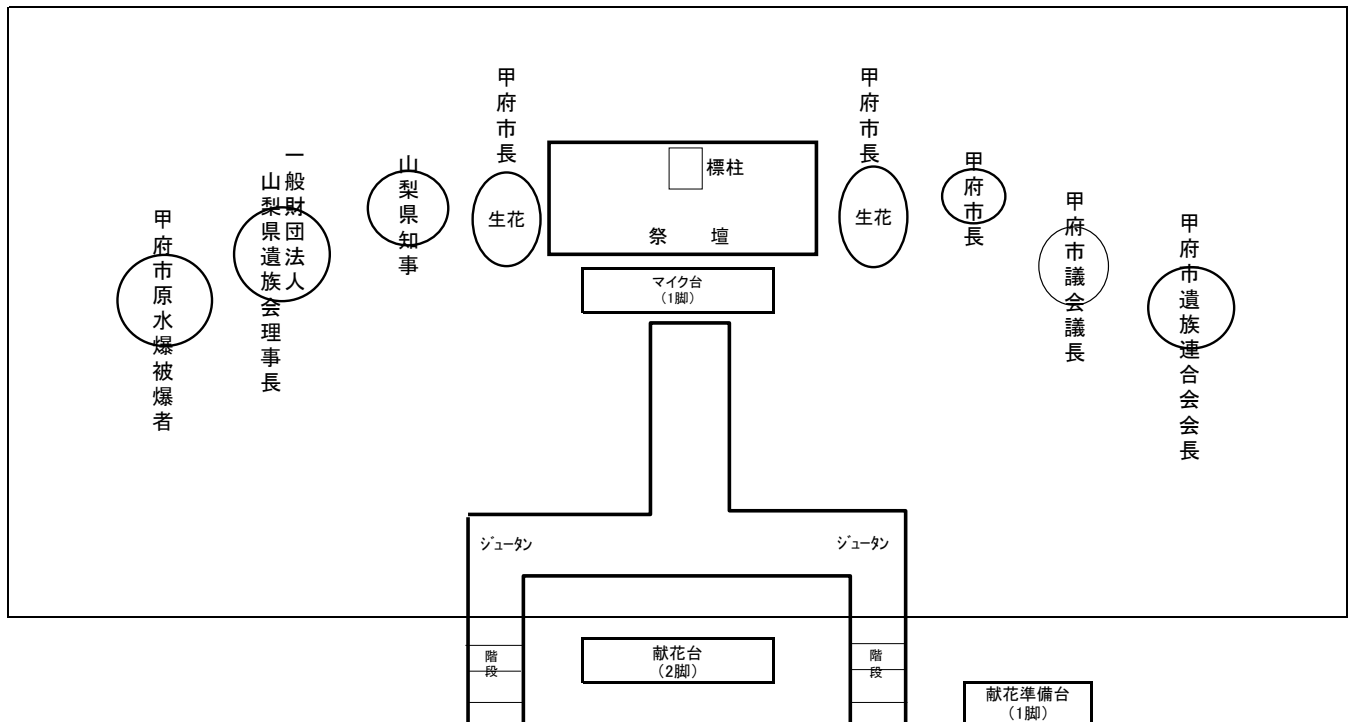 甲府市長
甲府市長
標柱
祭　壇
一般財団法人
山梨県遺族会理事長
山梨県知事
生花
生花
甲府市長
甲府市議会議長
甲府市遺族連合会会長
甲府市原水爆被爆者
マイク台
（1脚）
ジュータン
ジュータン
階段
献花台
（2脚）
階段
献花準備台
（1脚）